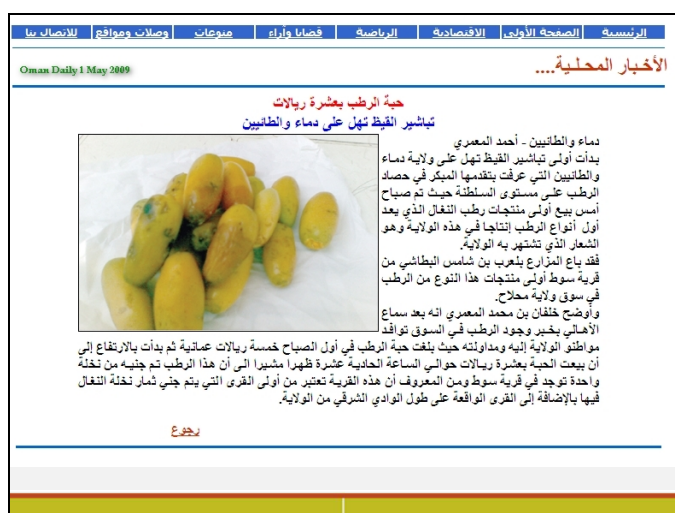 الرئيسية الصفحة الأولى الاقتصادية الرياضية قضايا وأراء منوعات وصلات ومواقع للاتصال بنا
الأخبار المحلية....
Oman Daily 1 May 2009
حبة الرطب بعشرة ريالات
تباشير القيظ تهل على دماء والطائيين
دماء والطائيين - أحمد المعمري
بدأت أولى تباشير القيظ تهل على ولاية دماء
والطائيين التي عرفت بتقدمها المبكر في حصاد
الرطب على مستوى السلطنة حيث تم صباح
أمس بيع أولى منتجات رطب النغال الذي يعد
أول أنواع الرطب إنتاجا في هذه الولاية وهو
الشعار الذي تشتهر به الولاية.
فقد باع المزارع بلعرب بن شامس البطاشي من
قرية سوط أولى منتجات هذا النوع من الرطب
في سوق ولاية محلاح.
وأوضح خلفان بن محمد المعمري انه بعد سماع
الأهالي بخبر وجود الرطب في السوق توافد
مواطنو الولاية إليه ومداولته حيث بلغت حبة الرطب في أول الصباح خمسة ريالات عمانية ثم بدأت بالارتفاع إلى
أن بيعت الحبة بعشرة ريالات حوالي الساعة الحادية عشرة ظهرا مشيرا الى أن هذا الرطب تم جنيه من نخلة
واحدة توجد في قرية سوط ومن المعروف أن هذه القرية تعتبر من أولى القرى التي يتم جني ثمار نخلة النغال
فيها بالإضافة إلى القرى الواقعة على طول الوادي الشرقي من الولاية.
رجوع